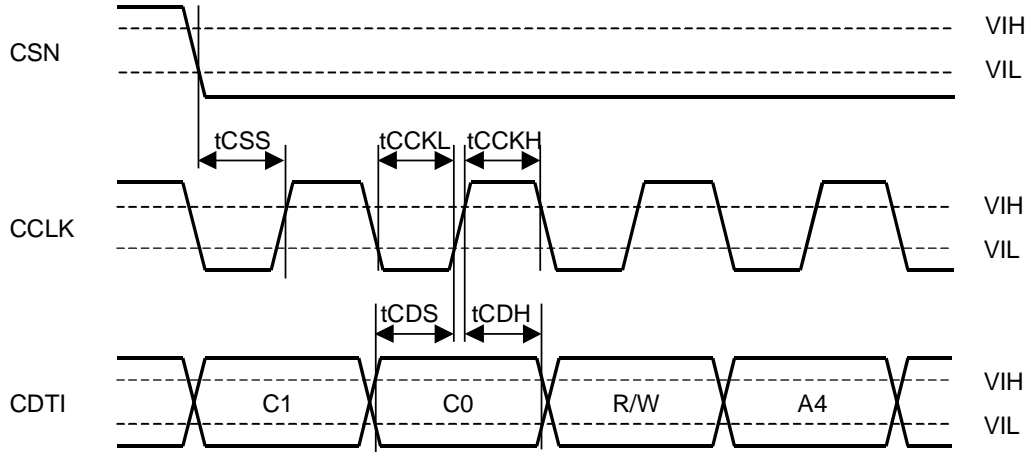 VIH
CSN
VIL
tCSS
tCCKL
tCCKH
VIH
CCLK
VIL
tCDS
tCDH
VIH
CDTI
C1
C0
R/W
A4
VIL